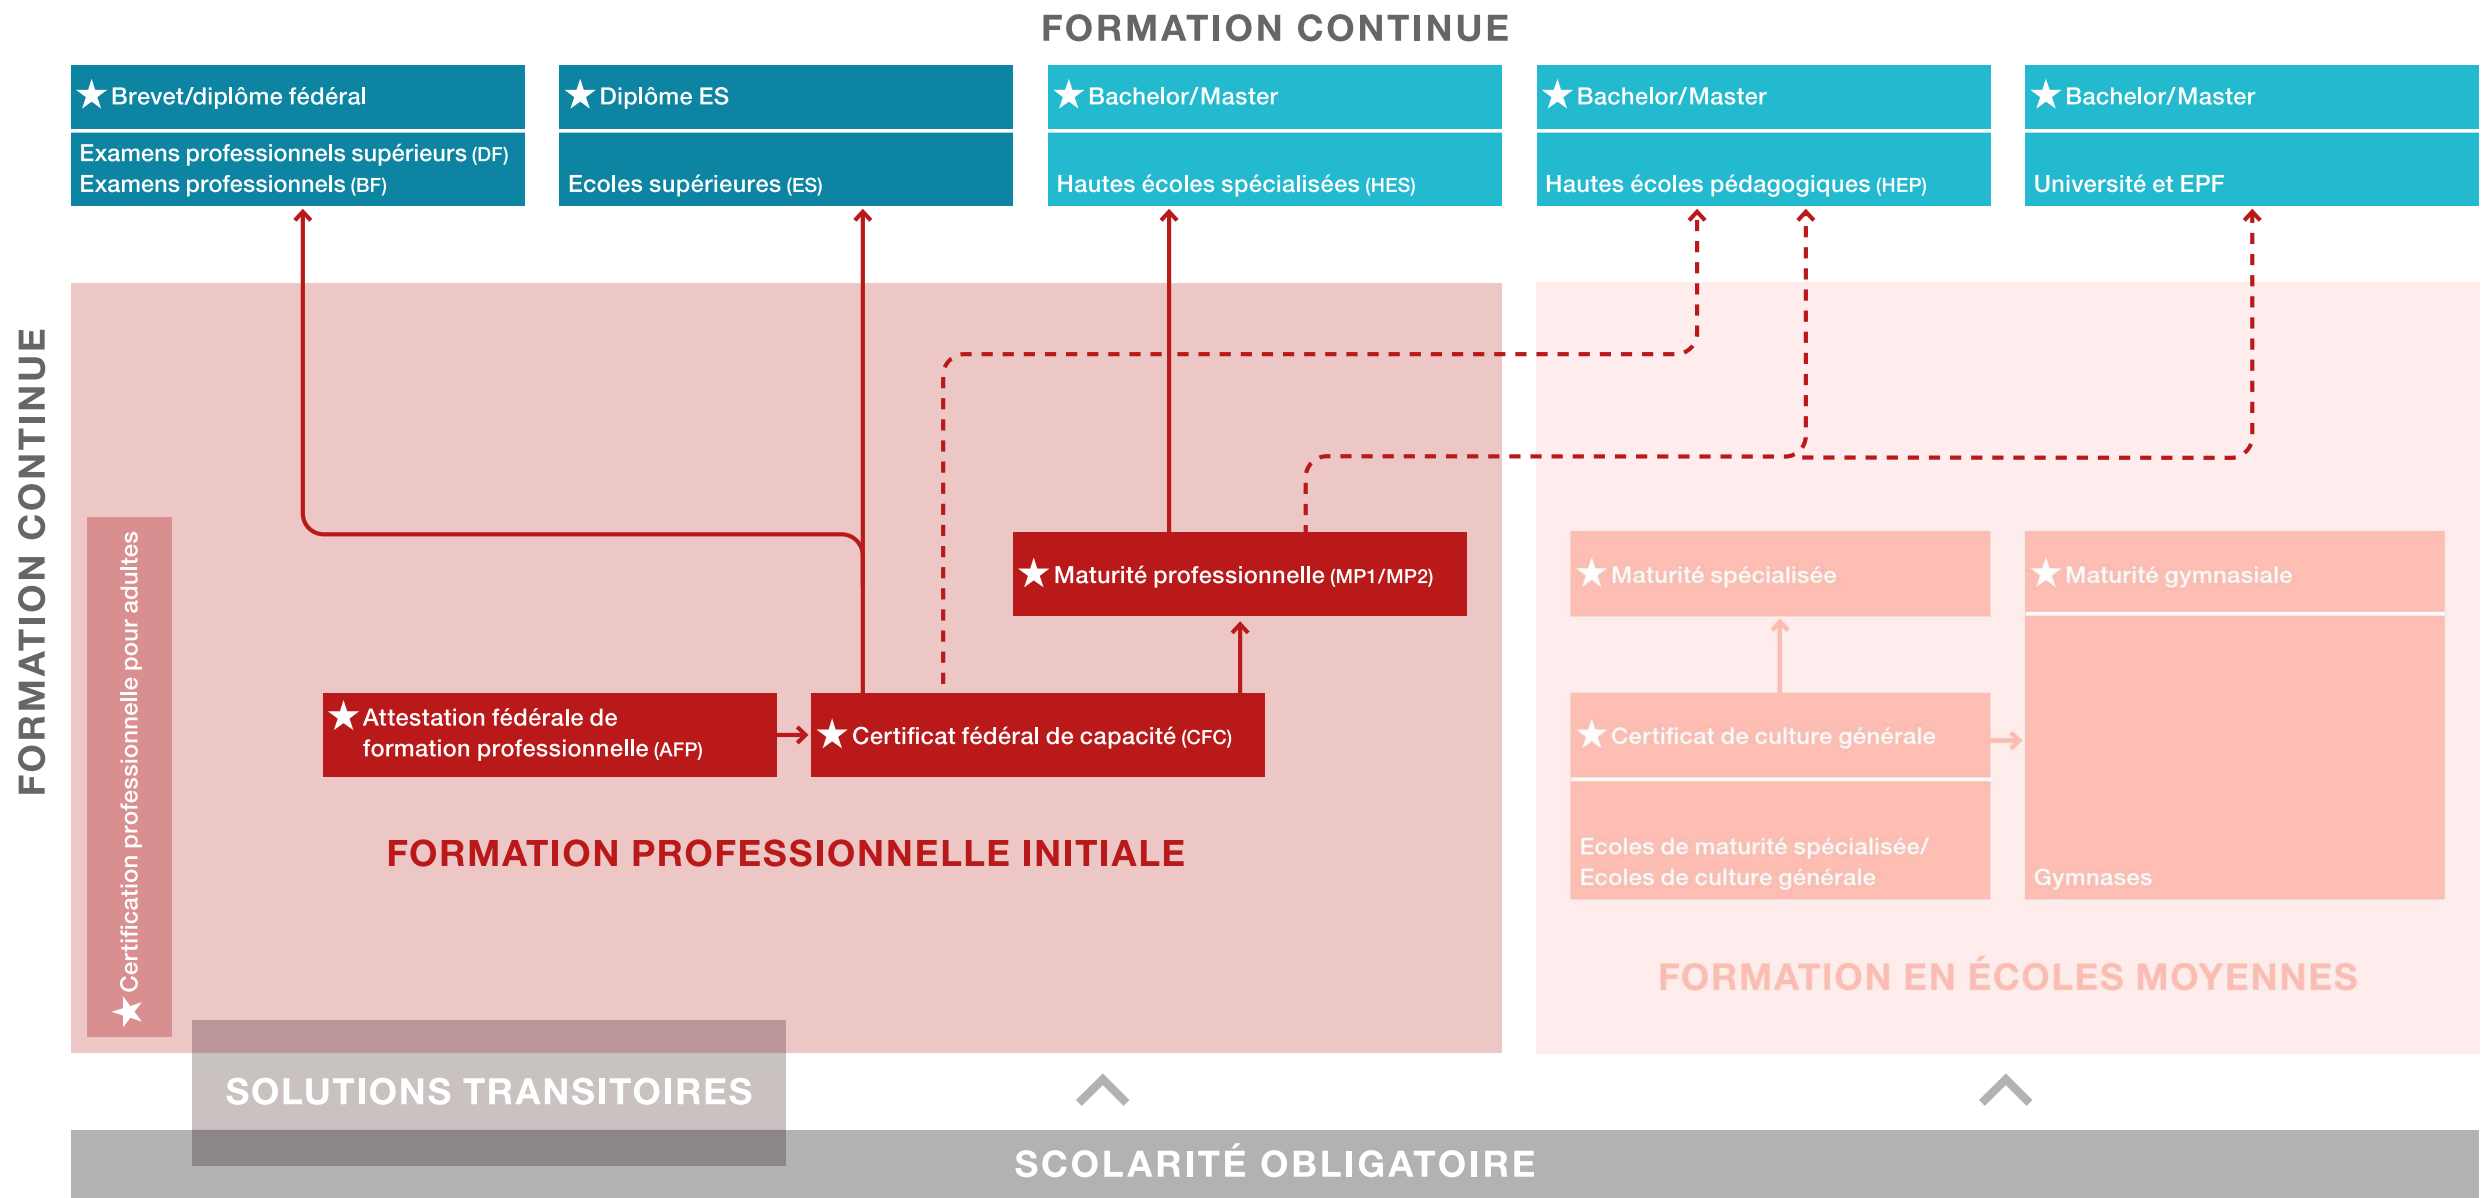 FORMATION CONTINUE
Brevet/diplôme fédéral
Examens professionnels supérieurs (DF)
Examens professionnels (BF)
Diplôme ES
Ecoles supérieures (ES)
Bachelor/Master
Hautes écoles spécialisées (HES)
Bachelor/Master
Hautes écoles pédagogiques (HEP)
Bachelor/Master
Université et EPF
FORMATION CONTINUE
Certification professionnelle pour adultes
Maturité professionnelle (MP1/MP2)
Attestation fédérale de
formation professionnelle (AFP)
Certificat fédéral de capacité (CFC)
FORMATION PROFESSIONNELLE INITIALE
Maturité spécialisée
Maturité gymnasiale
Certificat de culture générale
Ecoles de maturité spécialisée/
Ecoles de culture générale
Gymnases
FORMATION EN ÉCOLES MOYENNES
SOLUTIONS TRANSITOIRES
SCOLARITÉ OBLIGATOIRE